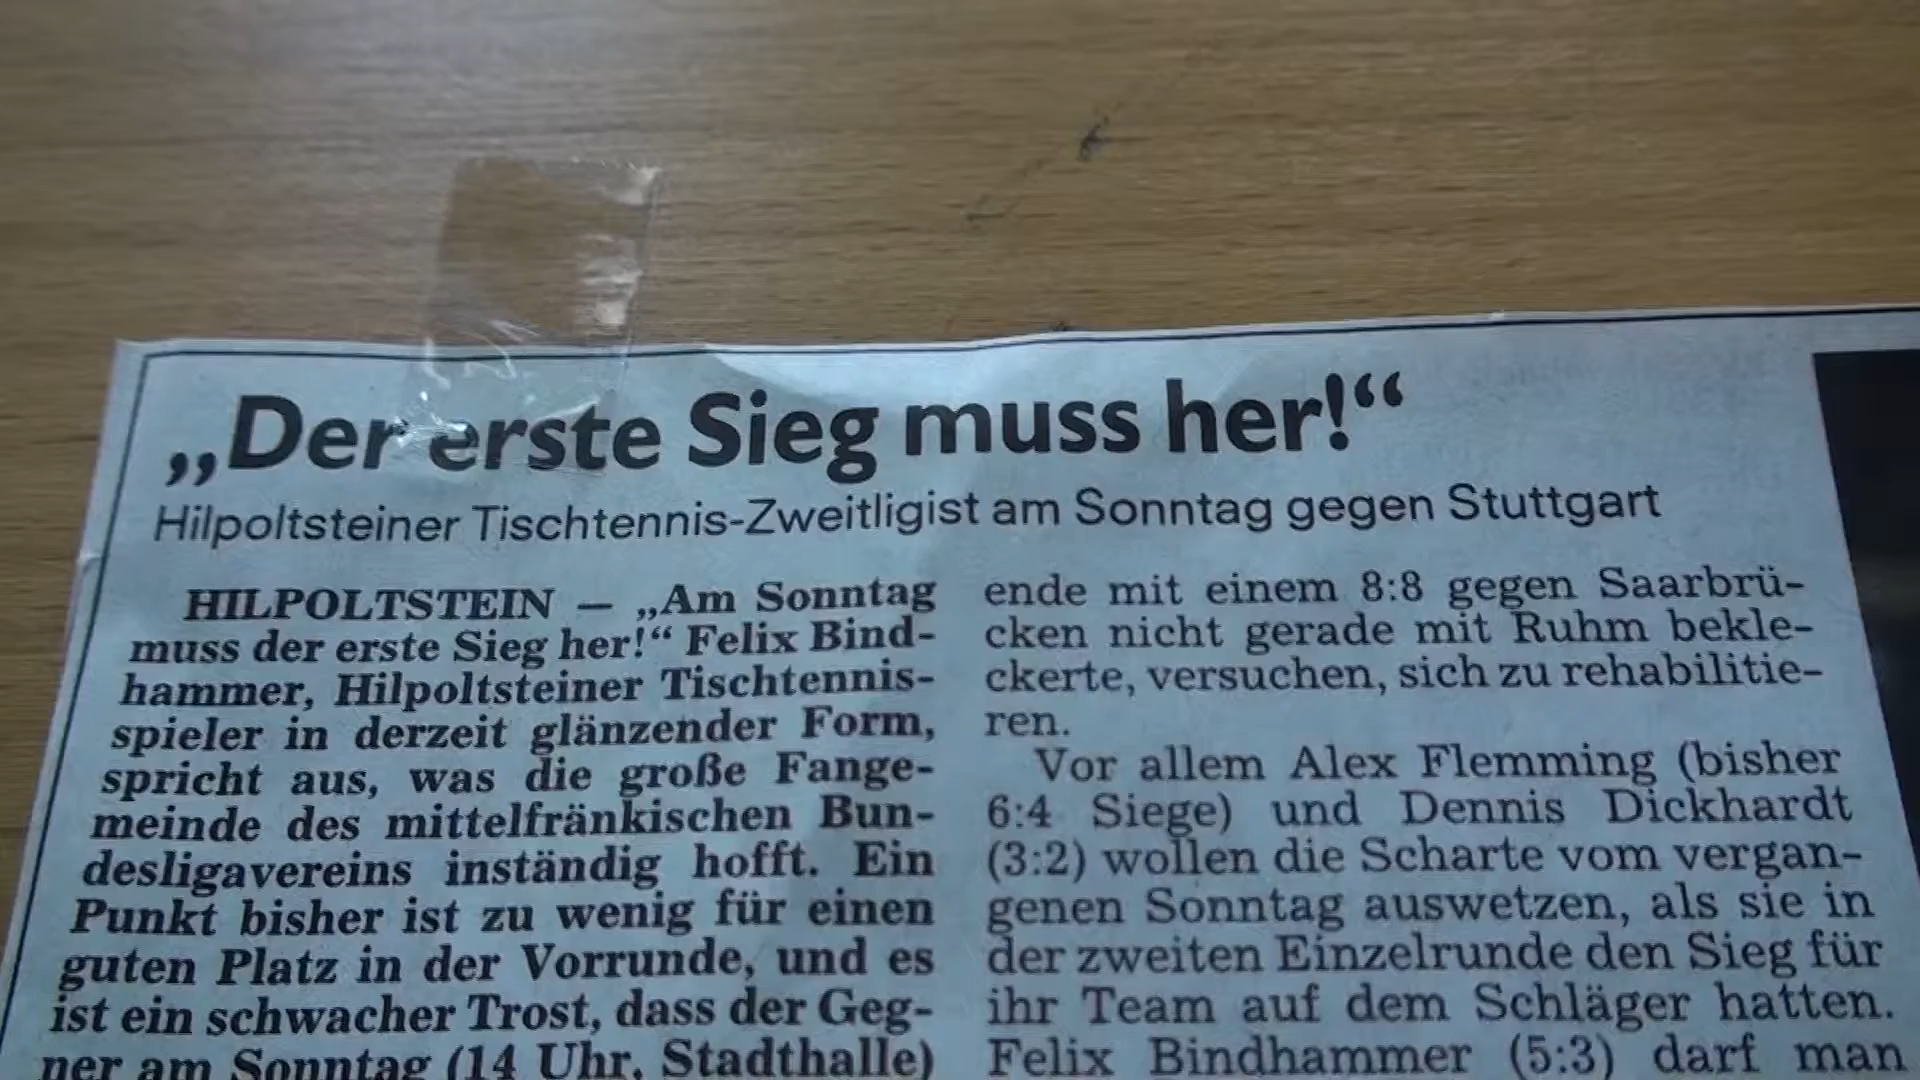 „Der erste Sieg muss her!“
Hilpoltsteiner Tischtennis-Zweitligist am Sonntag gegen Stuttgart
HILPOLTSTEIN — „Am Sonntag
muss der erste Sieg her!“ Felix Bind-
hammer, Hilpoltsteiner Tischtennis-
spieler in derzeit glänzender Form,
spricht aus, was die große Fange-
meinde des mittelfränkischen Bun-
desligavereins inständig hofft. Ein
Punkt bisher ist zu wenig für einen
guten Platz in der Vorrunde, und es
ist ein schwacher Trost, dass der Geg-
ner am Sonntag (14 Uhr, Stadthalle)
ende mit einem 8:8 gegen Saarbrü-
cken nicht gerade mit Ruhm bekle-
ckerte, versuchen, sich zu rehabilitie-
ren.
Vor allem Alex Flemming (bisher
6:4 Siege) und Dennis Dickhardt
(3:2) wollen die Scharte vom vergan-
genen Sonntag auswetzen, als sie in
der zweiten Einzelrunde den Sieg für
ihr Team auf dem Schläger hatten.
Felix Bindhammer (5:3) darf man